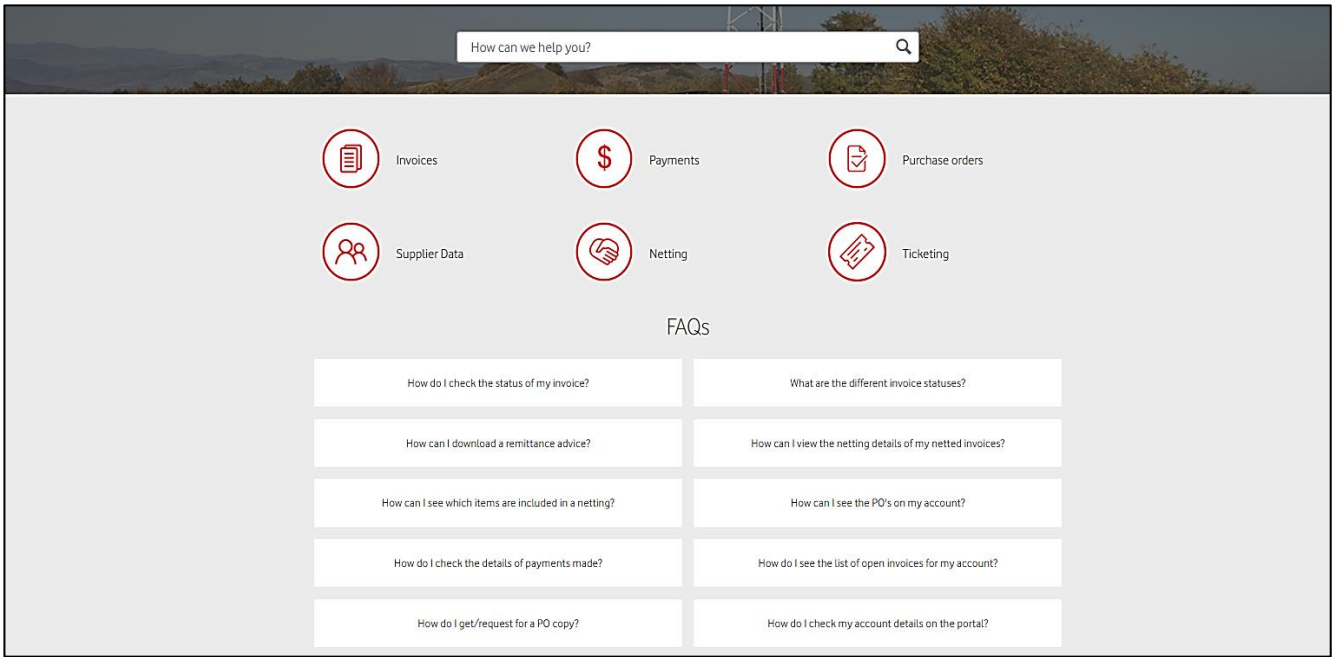 How can we help you?
Invoices
Payments
Purchase orders
Supplier Data
Netting
Ticketing
FAQs
How do I check the status of my invoice?
What are the different invoice statuses?
How can I download a remittance advice?
How can I view the netting details of my netted invoices?
How can I see which items are included in a netting?
How can I see the PO's on my account?
How do I check the details of payments made?
How do I see the list of open invoices for my account?
How do I get/request for a PO copy?
How do I check my account details on the portal?